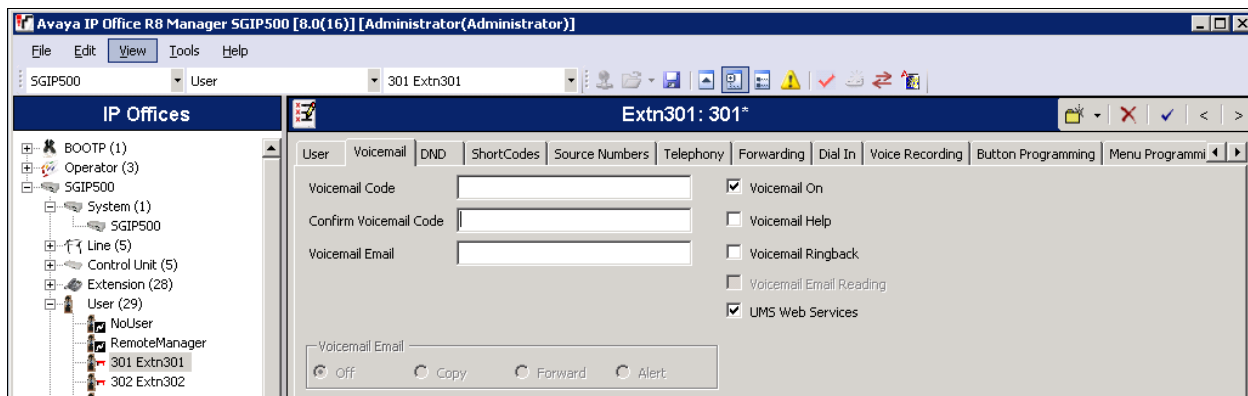 Avaya IP Office R8 Manager SGIP500 [8.0(16)] [Administrator(Administrator)]
File Edit View Tools Help
SGIP500 User 301 Extn301
IP Offices
Extn301: 301*
BOOTP (1)
Operator (3)
SGIP500
System (1)
SGIP500
Line (5)
Control Unit (5)
Extension (28)
User (29)
NoUser
RemoteManager
301 Extn301
302 Extn302
User Voicemail DND ShortCodes Source Numbers Telephony Forwarding Dial In Voice Recording Button Programming Menu Programmi
Voicemail Code
Voicemail On
Confirm Voicemail Code
Voicemail Help
Voicemail Email
Voicemail Ringback
Voicemail Email Reading
UMS Web Services
Voicemail Email
Off Copy Forward Alert